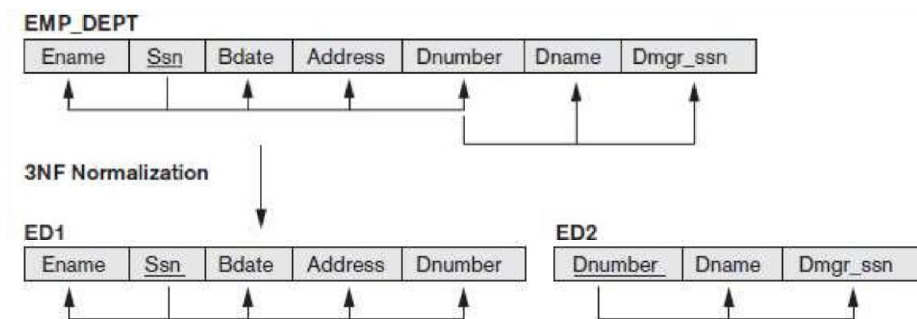 EMP_DEPT
Ename Ssn Bdate Address Dnumber Dname Dmgr_ssn
3NF Normalization
ED1
Ename Ssn Bdate Address Dnumber
ED2
Dnumber Dname Dmgr_ssn